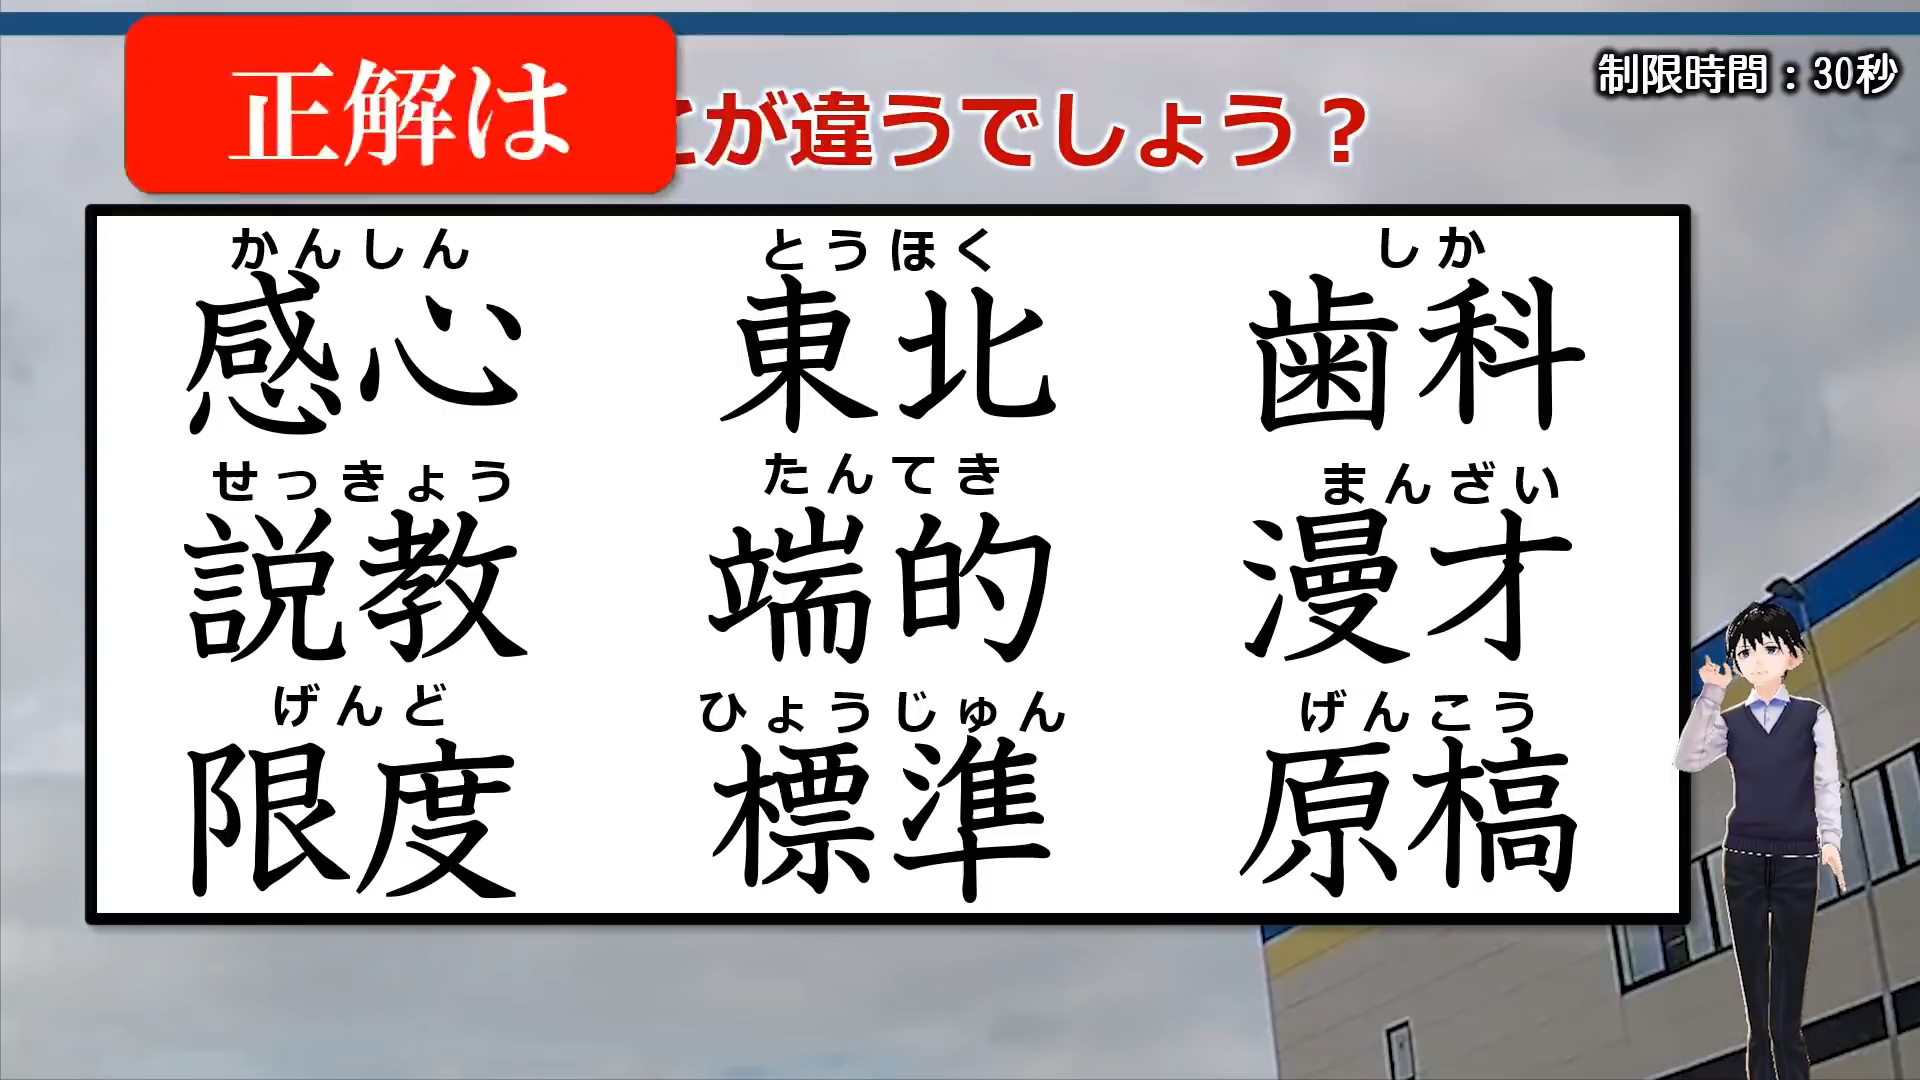 正解は
が違うでしょう？
制限時間：30秒
かんしん とうほく しか
感心 東北 歯科
せっきょう たんてき まんざい
説教 端的 漫才
げんど ひょうじゅん げんこう
限度 標準 原槁